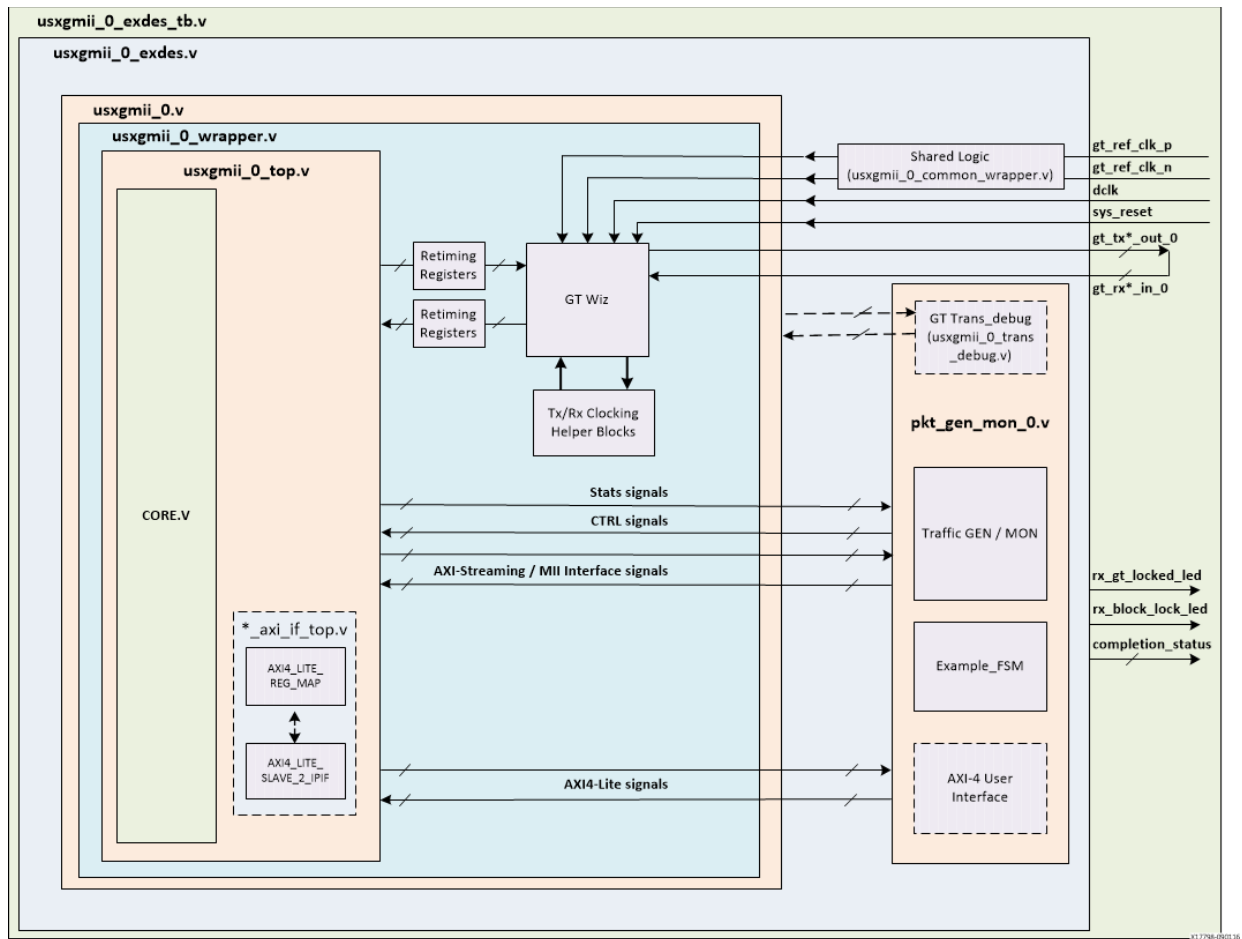 usxgmii_0_exdes_tb.v
usxgmii_0_exdes.v
usxgmii_0.v
usxgmii_0_wrapper.v
usxgmii_0_top.v
CORE.V
*_axi_if_top.v
AXI4_LITE_
REG_MAP
AXI4_LITE_
SLAVE_2_IPIF
Retiming
Registers
Retiming
Registers
GT Wiz
Tx/Rx Clocking
Helper Blocks
Shared Logic
(usxgmii_0_common_wrapper.v)
gt_ref_clk_p
gt_ref_clk_n
dclk
sys_reset
gt_tx*_out_0
gt_rx*_in_0
GT Trans_debug
(usxgmii_0_trans
_debug.v)
pkt_gen_mon_0.v
Stats signals
CTRL signals
AXI-Streaming / MII Interface signals
AXI4-Lite signals
Traffic GEN / MON
Example_FSM
AXI-4 User
Interface
rx_gt_locked_led
rx_block_lock_led
completion_status
X17798-090116